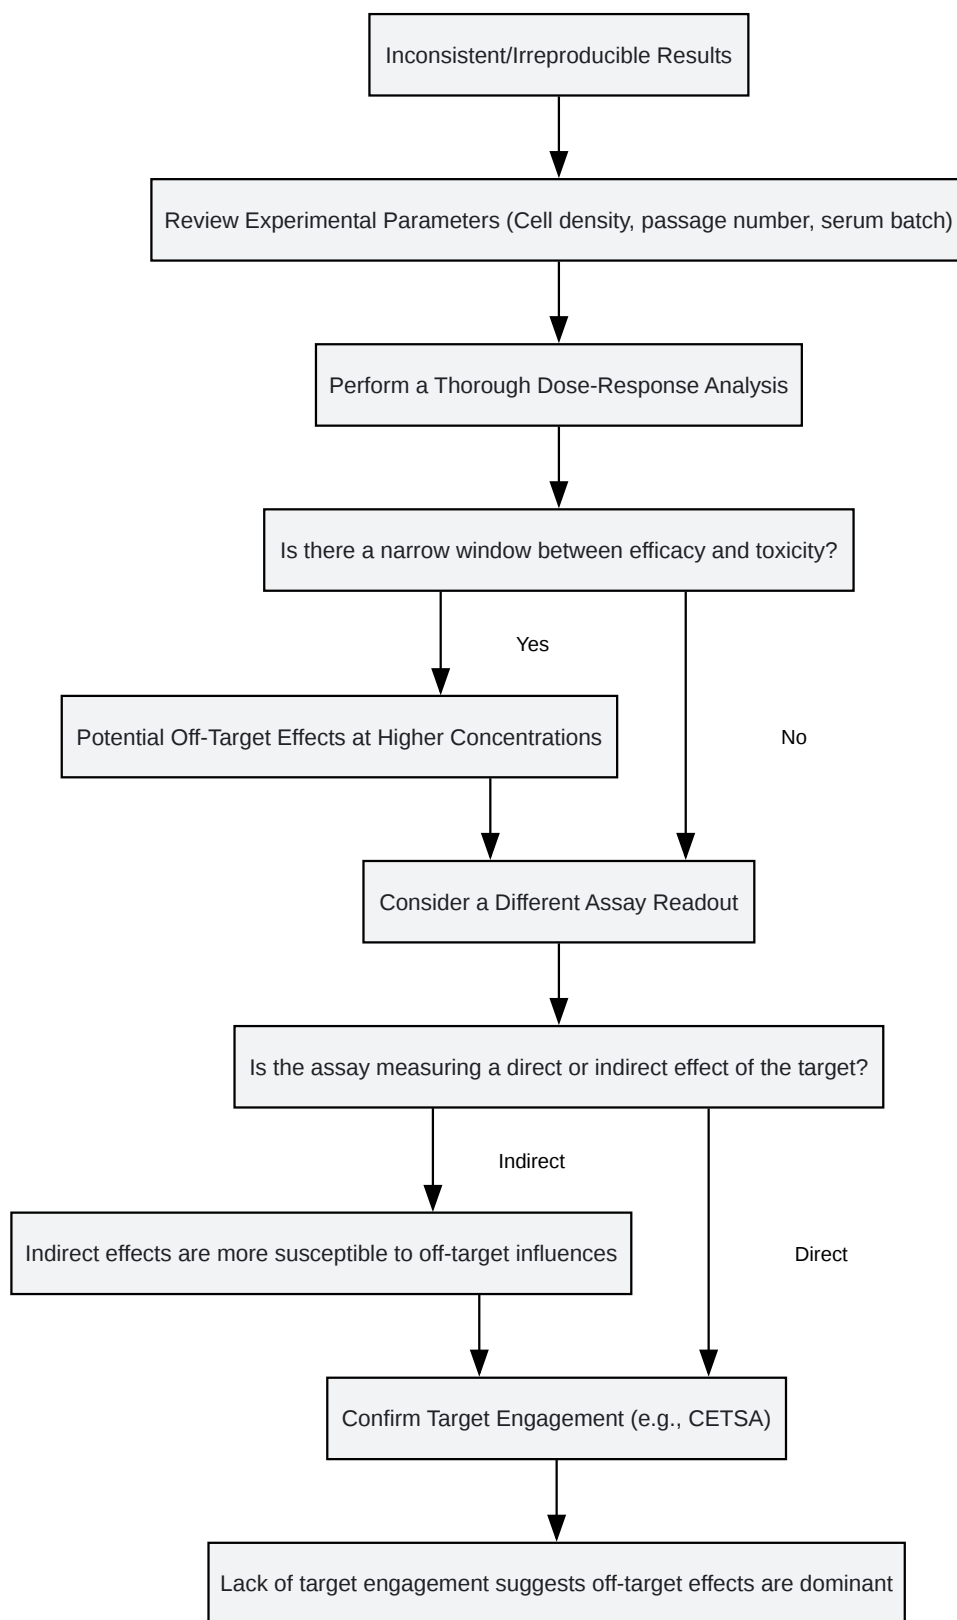 Inconsistent/Irreproducible Results
Review Experimental Parameters (Cell density, passage number, serum batch)
Perform a Thorough Dose-Response Analysis
Is there a narrow window between efficacy and toxicity?
Yes
Potential Off-Target Effects at Higher Concentrations
No
Consider a Different Assay Readout
Is the assay measuring a direct or indirect effect of the target?
Indirect
Indirect effects are more susceptible to off-target influences
Direct
Confirm Target Engagement (e.g., CETSA)
Lack of target engagement suggests off-target effects are dominant